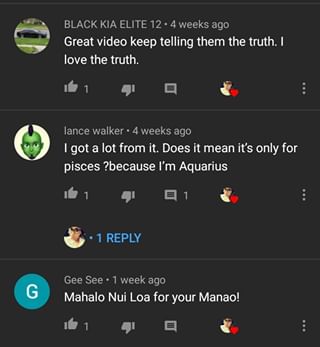 BLACK KIA ELITE 12 • 4 weeks ago
Great video keep telling them the truth. I
love the truth.
1
lance walker • 4 weeks ago
I got a lot from it. Does it mean it's only for
pisces ?because I'm Aquarius
1 1
• 1 REPLY
G
Gee See • 1 week ago
Mahalo Nui Loa for your Manao!
1